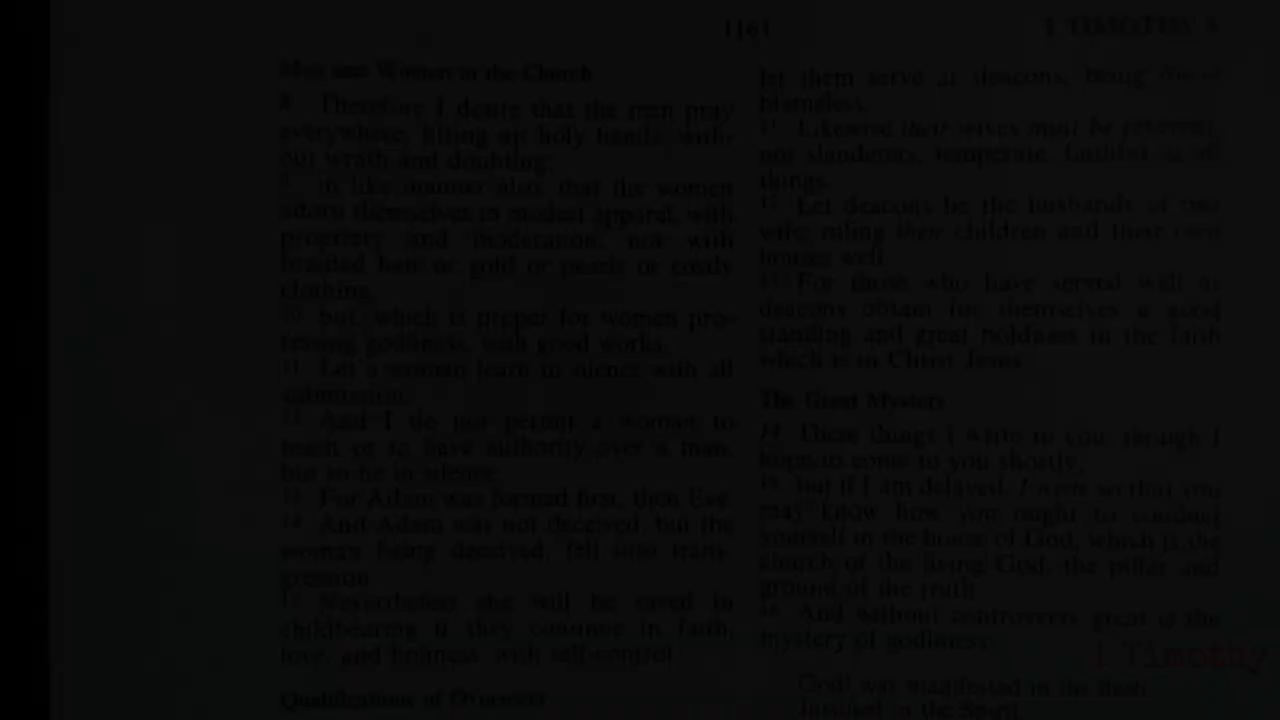 1161
I TIMOTHY 3
Men and Women in the Church
8 Therefore I desire that the men pray
everywhere, lifting up holy hands, with-
out wrath and doubting;
9 in like manner also, that the women
adorn themselves in modest apparel, with
propriety and moderation, not with
braided hair or gold or pearls or costly
clothing,
10 but, which is proper for women pro-
fessing godliness, with good works.
11 Let a woman learn in silence with all
submission.
12 And I do not permit a woman to
teach or to have authority over a man,
but to be in silence.
13 For Adam was formed first, then Eve.
14 And Adam was not deceived, but the
woman being deceived, fell into trans-
gression.
15 Nevertheless she will be saved in
childbearing if they continue in faith,
love, and holiness, with self-control.
Qualifications of Overseers
let them serve as deacons, being found
blameless.
11 Likewise their wives must be reverent,
not slanderers, temperate, faithful in all
things.
12 Let deacons be the husbands of one
wife, ruling their children and their own
houses well.
13 For those who have served well as
deacons obtain for themselves a good
standing and great boldness in the faith
which is in Christ Jesus.
The Great Mystery
14 These things I write to you, though I
hope to come to you shortly;
15 but if I am delayed, I write so that you
may know how you ought to conduct
yourself in the house of God, which is the
church of the living God, the pillar and
ground of the truth.
16 And without controversy great is the
mystery of godliness:
God was manifested in the flesh,
Justified in the Spirit,
I Timothy